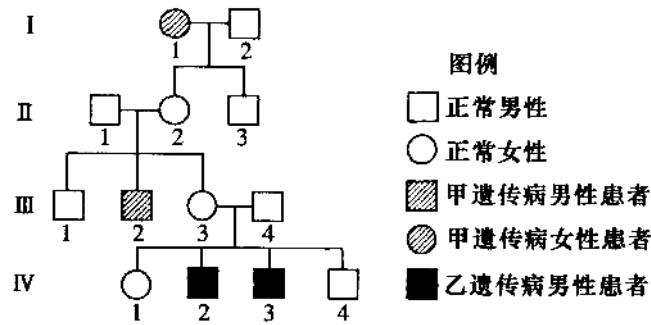 I
1 2
图例
II
1 2 3
正常男性
正常女性
III
1 2 3 4
甲遗传病男性患者
甲遗传病女性患者
IV
1 2 3 4
乙遗传病男性患者